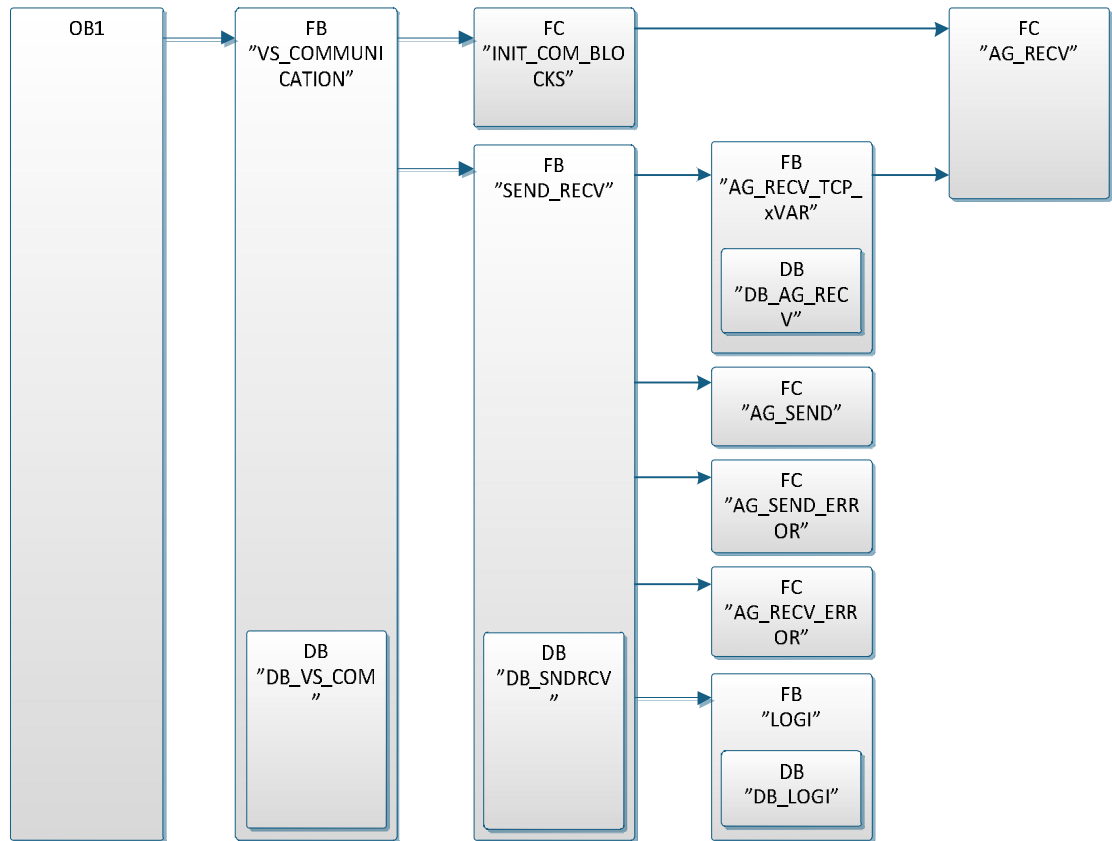 OB1
FB
”VS_COMMUNI
CATION”
DB
”DB_VS_COM
”
FC
”INIT_COM_BLO
CKS”
FB
”SEND_RECV”
DB
”DB_SNDRCV
”
FB
”AG_RECV_TCP_
xVAR”
DB
”DB_AG_REC
V”
FC
”AG_SEND”
FC
”AG_SEND_ERR
OR”
FC
”AG_RECV_ERR
OR”
FB
”LOGI”
DB
”DB_LOGI”
FC
”AG_RECV”